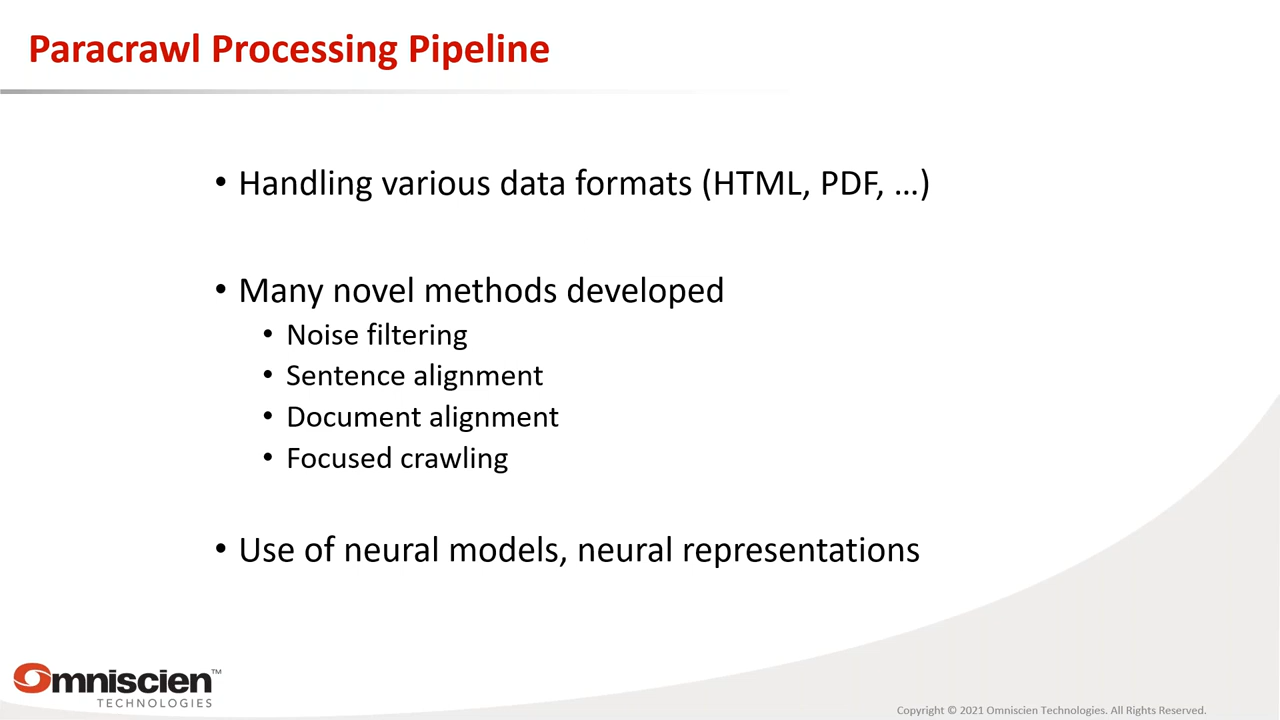 Paracrawl Processing Pipeline
• Handling various data formats (HTML, PDF, …)
• Many novel methods developed
• Noise filtering
• Sentence alignment
• Document alignment
• Focused crawling
• Use of neural models, neural representations
Omniscien™
TECHNOLOGIES
Copyright © 2021 Omniscien Technologies. All Rights Reserved.